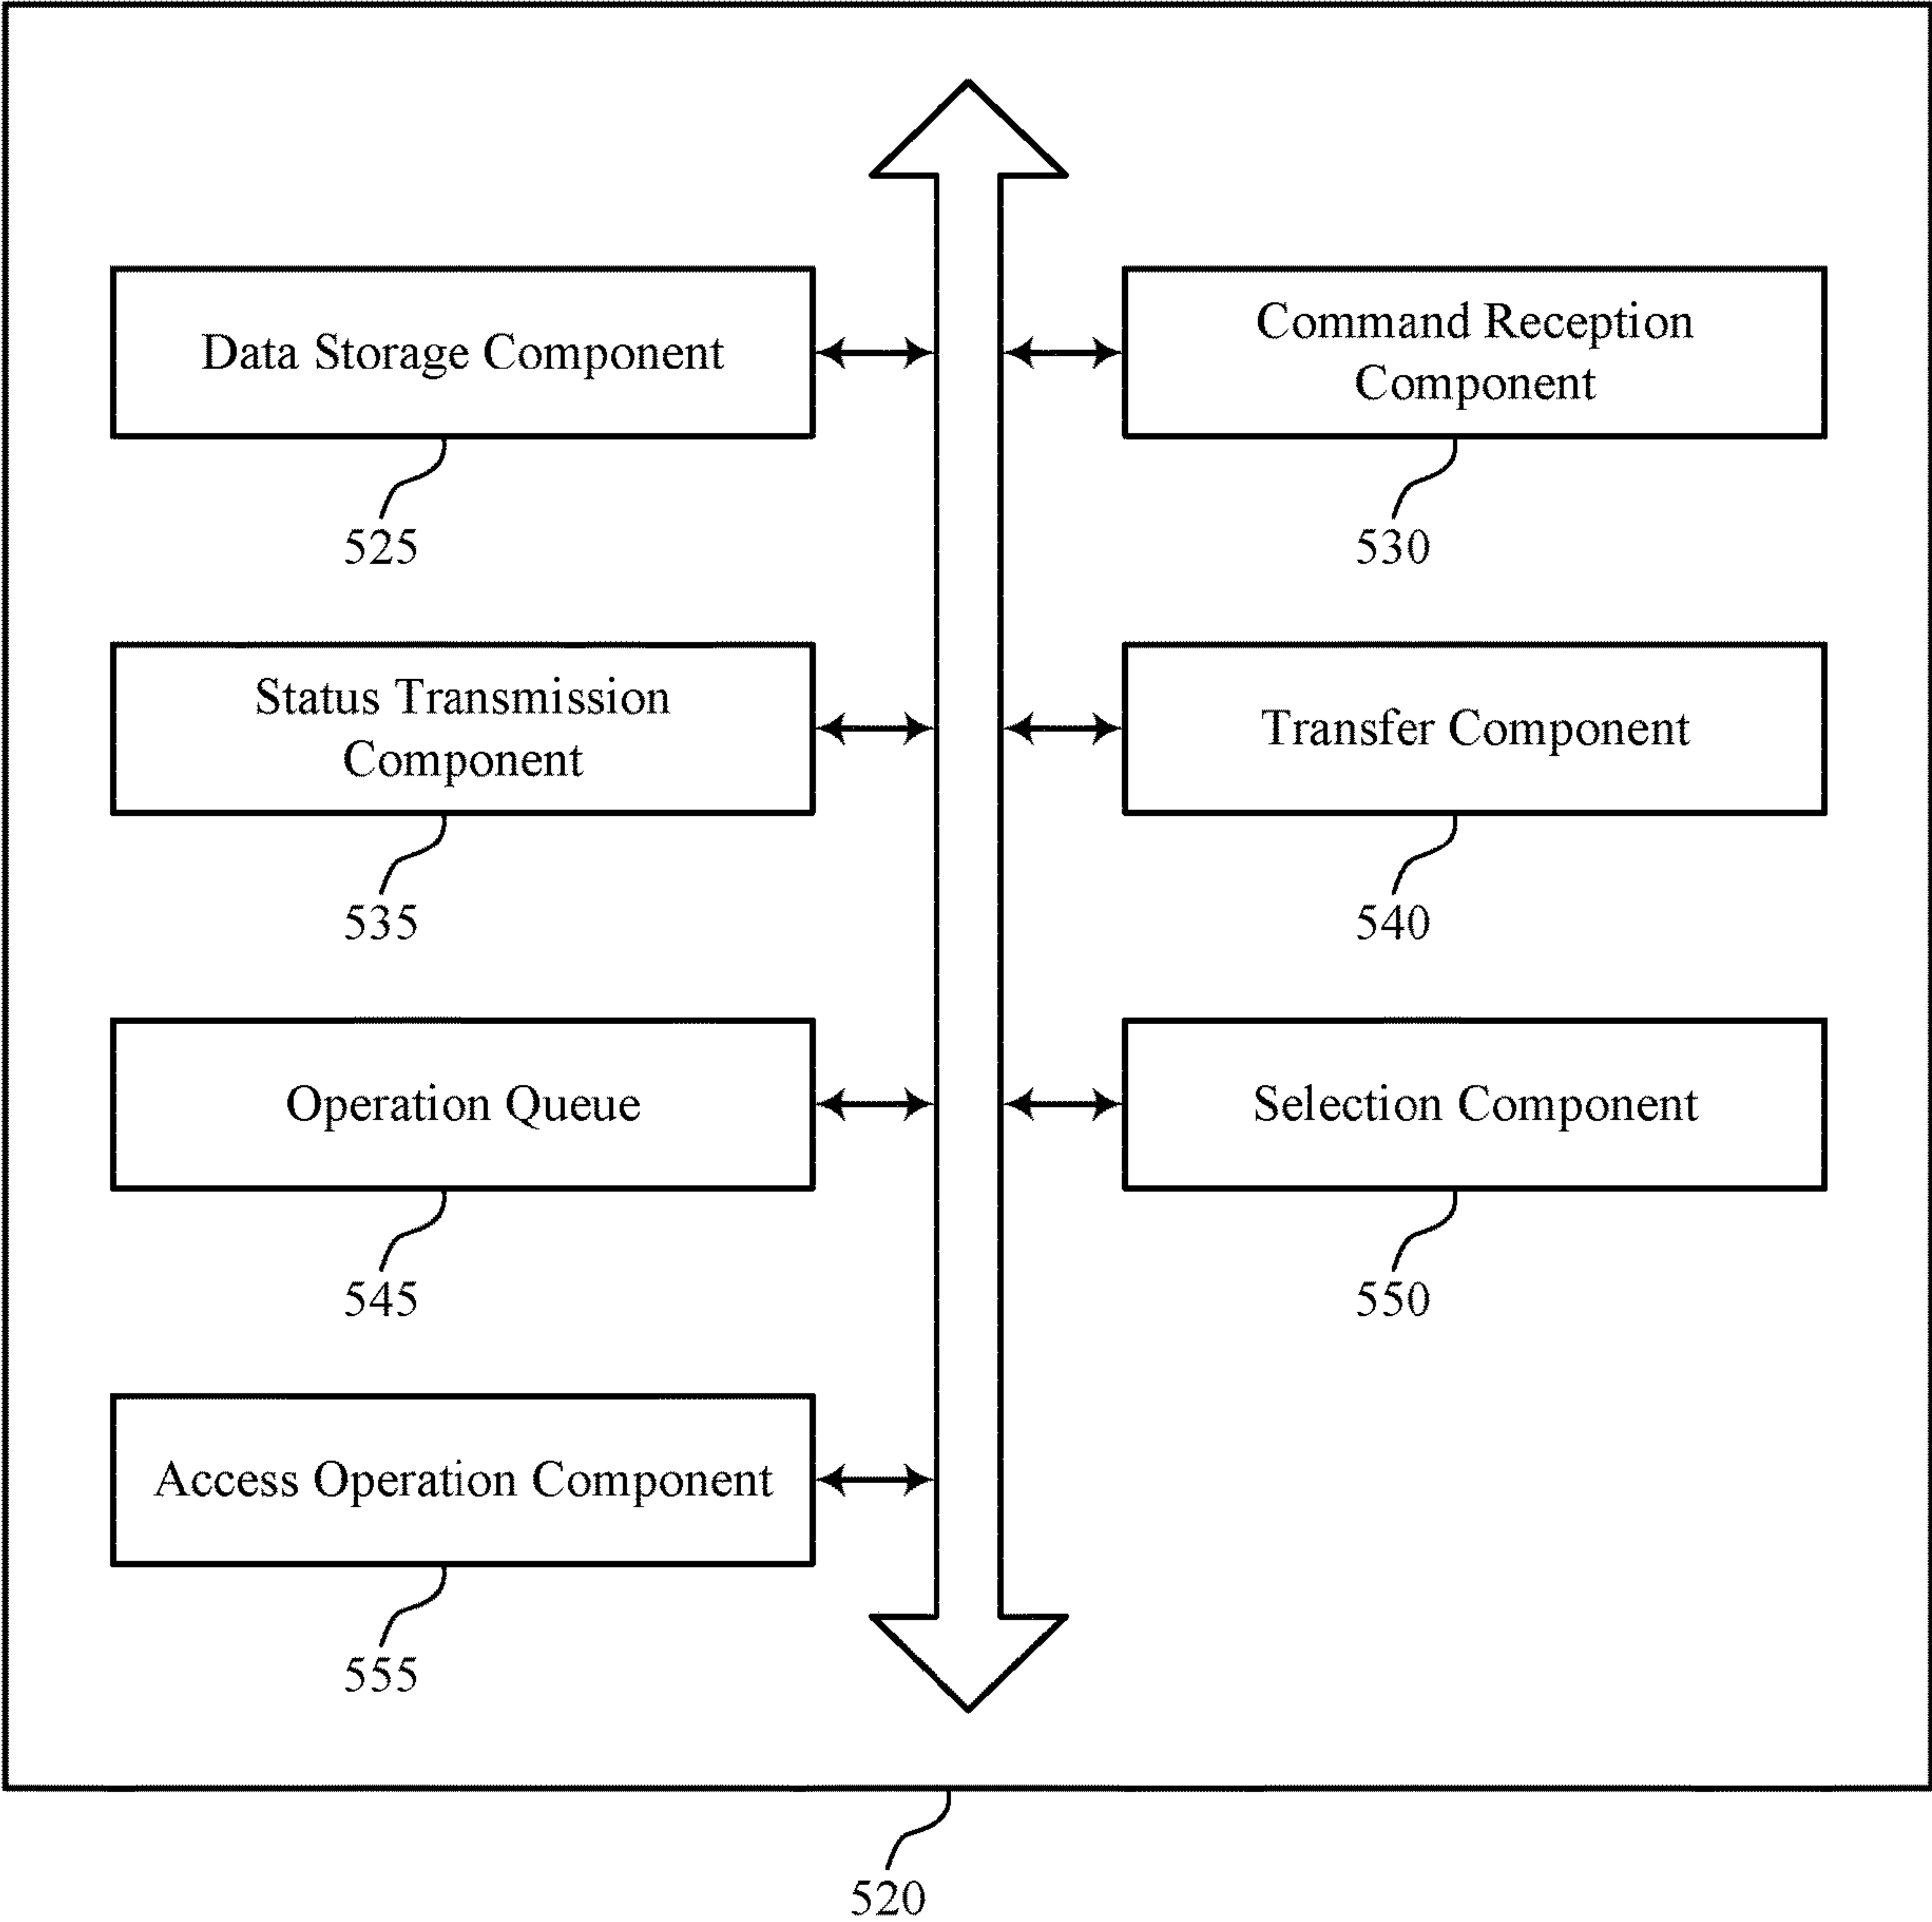 Data Storage Component
525
Command Reception
Component
530
Status Transmission
Component
535
Transfer Component
540
Operation Queue
545
Selection Component
550
Access Operation Component
555
520